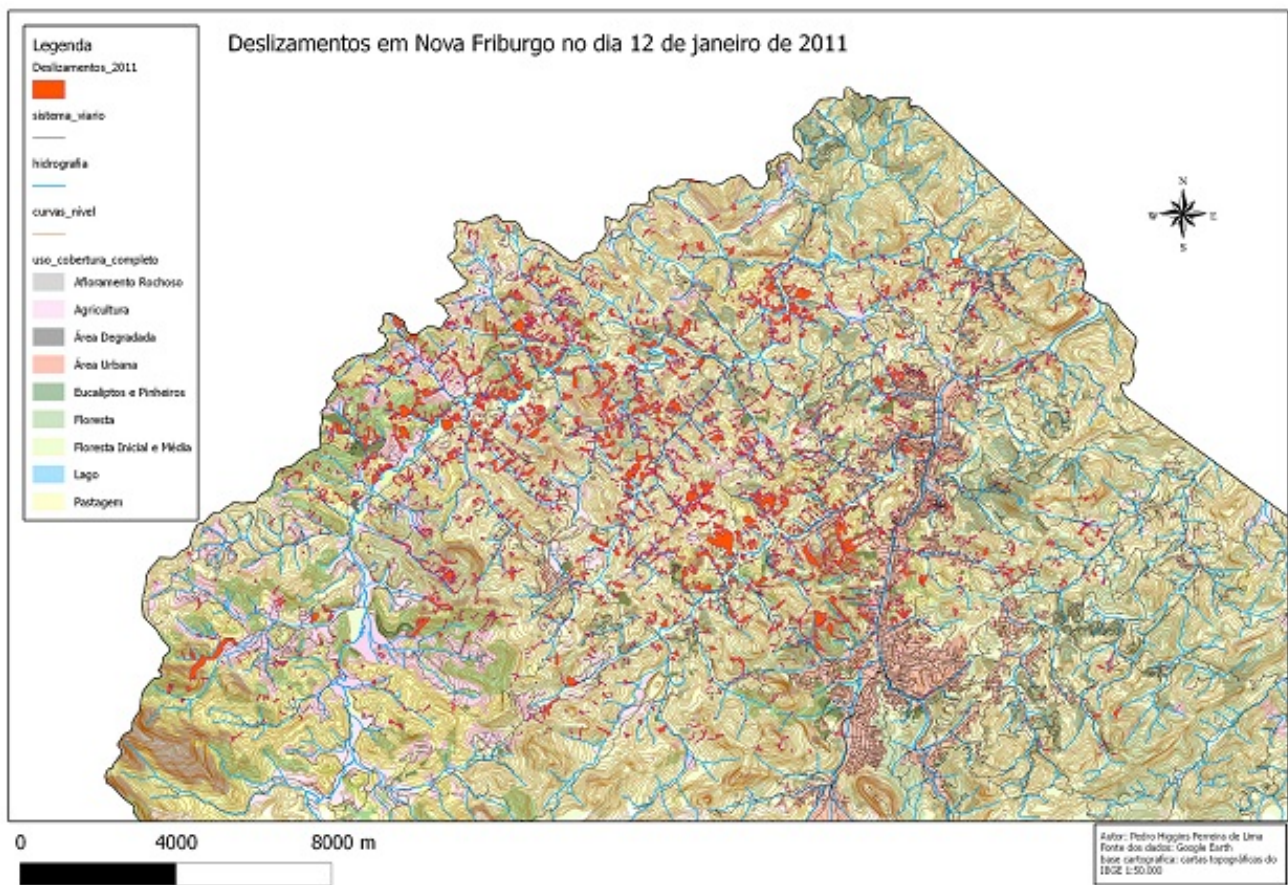 Deslizamentos em Nova Friburgo no dia 12 de janeiro de 2011
Legenda
Deslizamentos_2011
sistema_viario
hidrografia
curvas_nivel
uso_cobertura_completo
Afloramento Rochoso
Agricultura
Área Degradada
Área Urbana
Eucaliptos e Pinheiros
Floresta
Floresta Inicial e Média
Lago
Pastagem
N
W E
S
0 4000 8000 m
Autor: Pedro Higgins Ferreira de Lima
Fonte dos dados: Google Earth
base cartografica: cartas topográficas do
IBGE 1:50.000